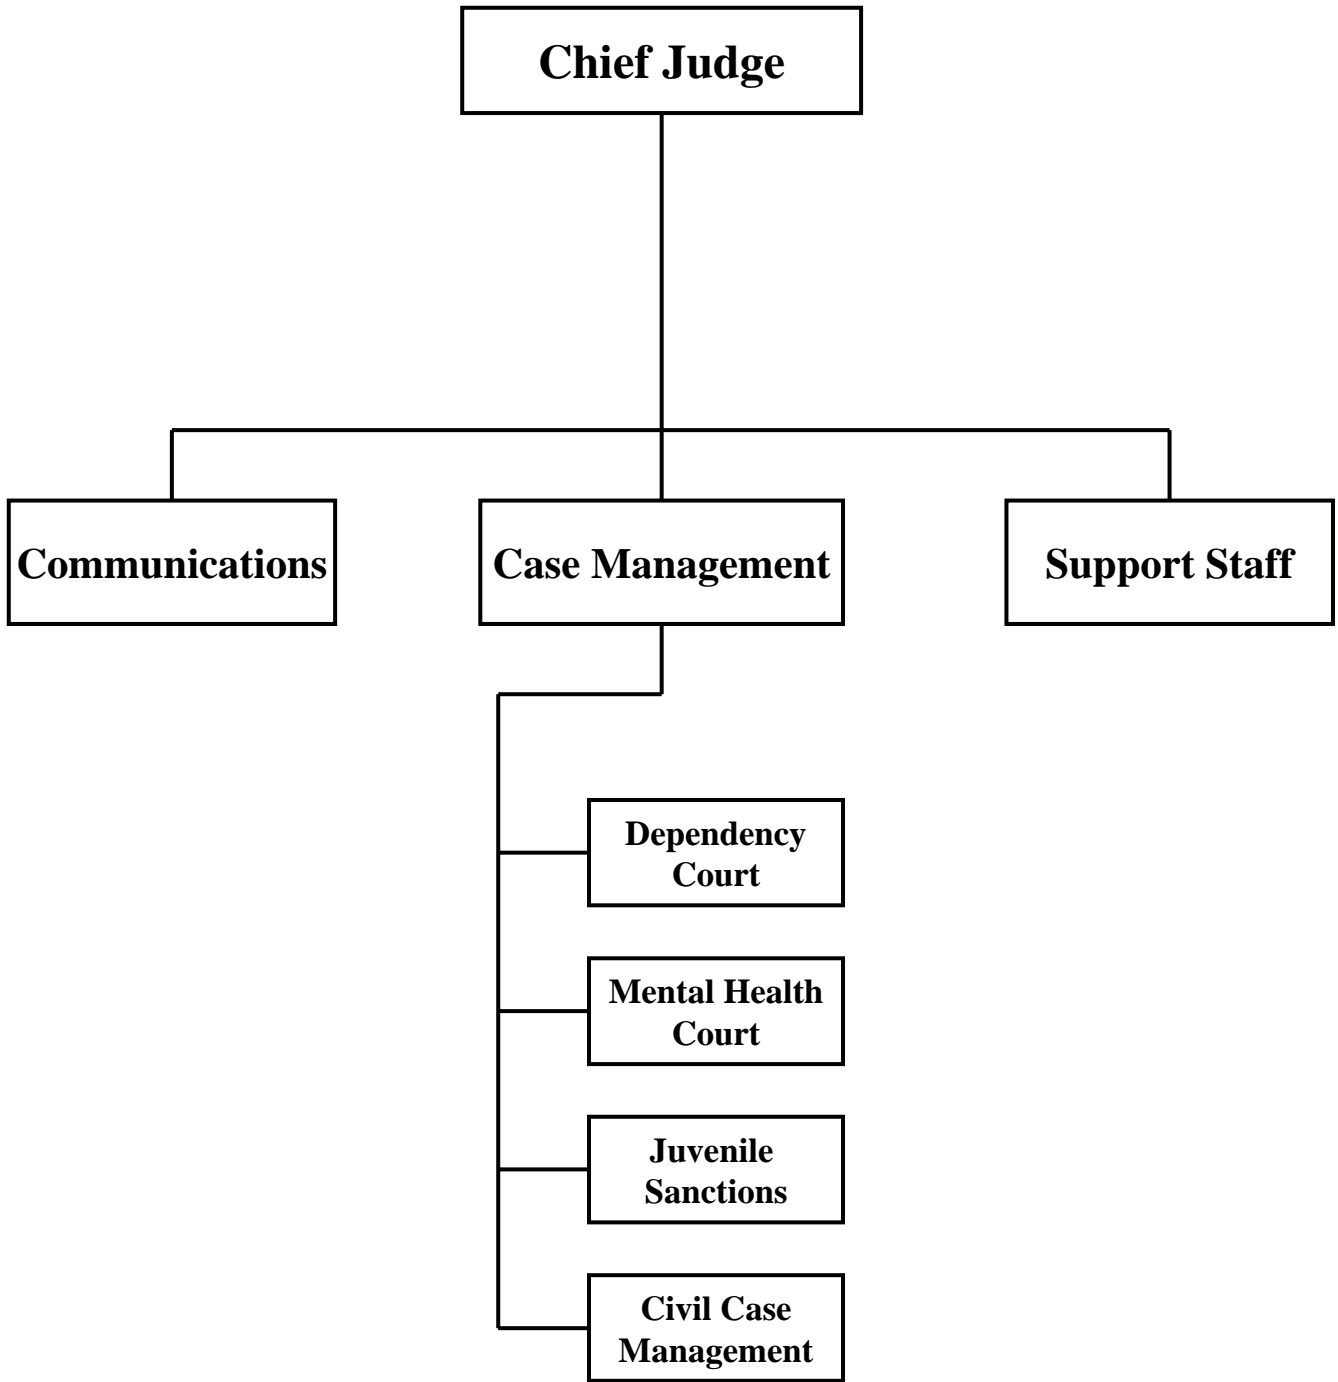 Chief Judge
Communications
Case Management
Support Staff
Dependency
Court
Mental Health
Court
Juvenile
Sanctions
Civil Case
Management